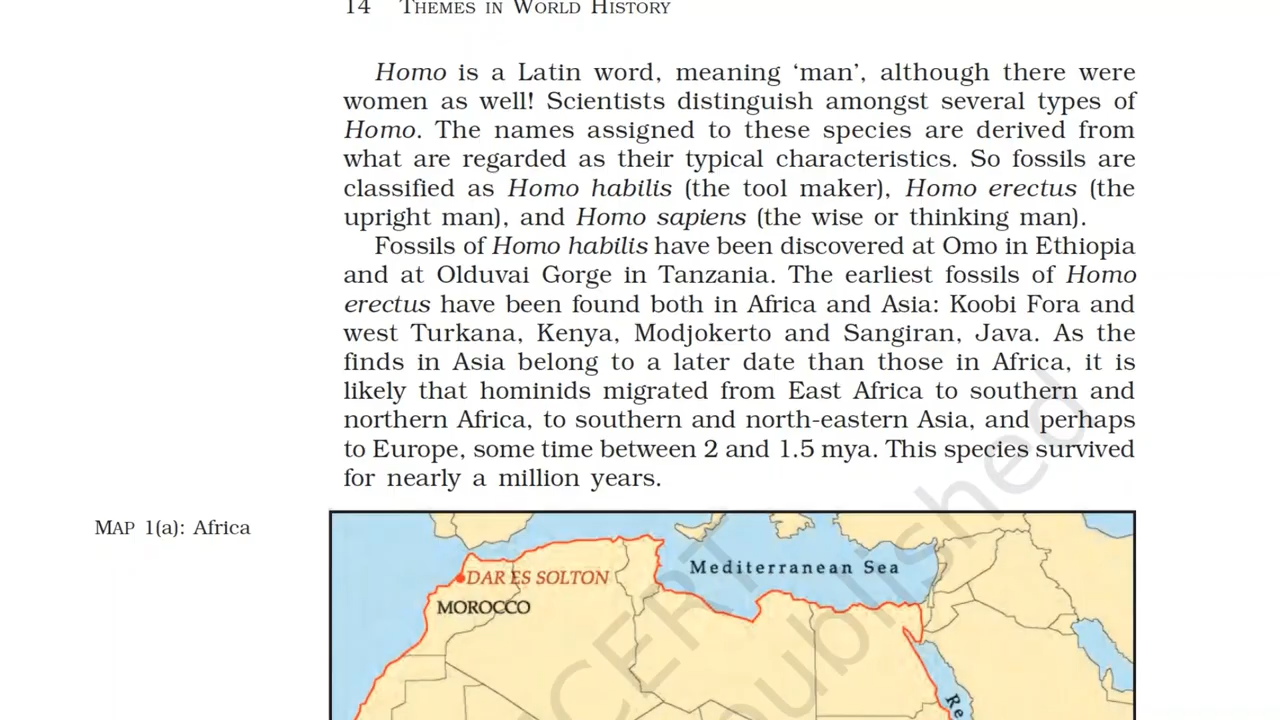 14 THEMES IN WORLD HISTORY
Homo is a Latin word, meaning ‘man’, although there were
women as well! Scientists distinguish amongst several types of
Homo. The names assigned to these species are derived from
what are regarded as their typical characteristics. So fossils are
classified as Homo habilis (the tool maker), Homo erectus (the
upright man), and Homo sapiens (the wise or thinking man).
Fossils of Homo habilis have been discovered at Omo in Ethiopia
and at Olduvai Gorge in Tanzania. The earliest fossils of Homo
erectus have been found both in Africa and Asia: Koobi Fora and
west Turkana, Kenya, Modjokerto and Sangiran, Java. As the
finds in Asia belong to a later date than those in Africa, it is
likely that hominids migrated from East Africa to southern and
northern Africa, to southern and north-eastern Asia, and perhaps
to Europe, some time between 2 and 1.5 mya. This species survived
for nearly a million years.
MAP 1(a): Africa
Mediterranean Sea
DAR ES SOLTON
MOROCCO